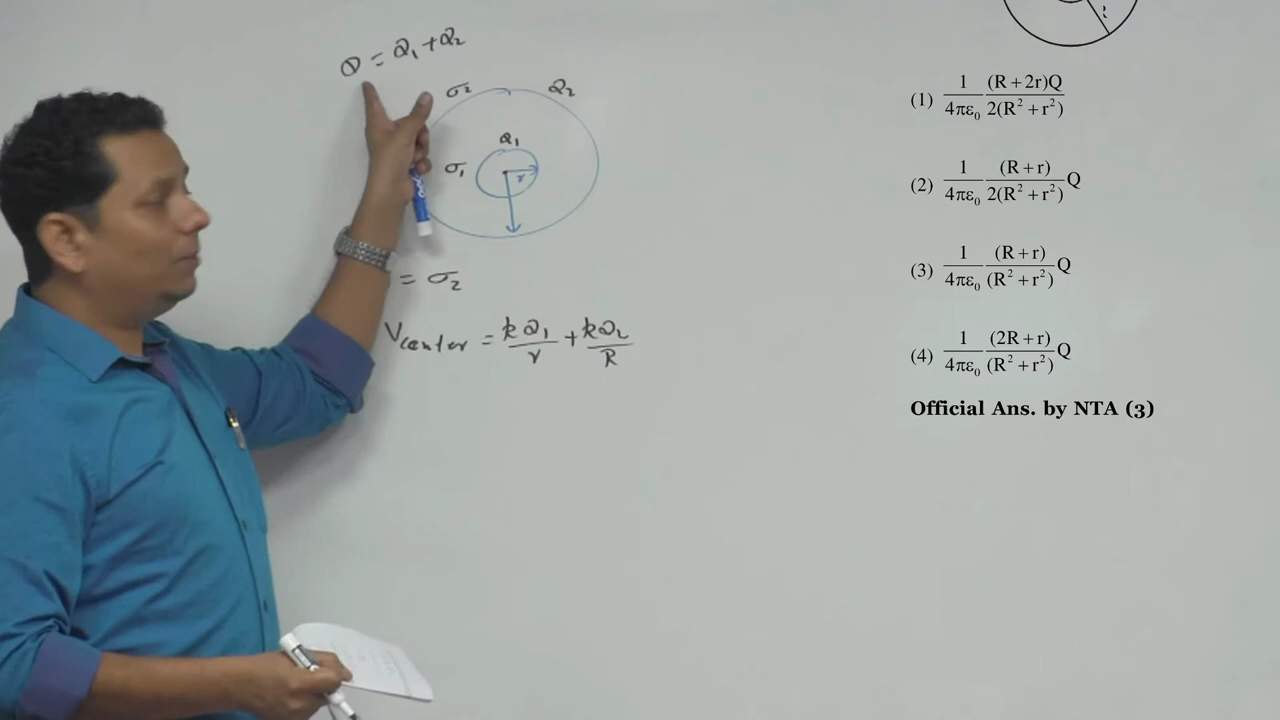 Q = Q₁ + Q₂
σ₂ Q₂
Q₁
σ₁ r
= σ₂
Vcenter = kQ₁/r + kQ₂/R
(1) 1/4πε₀ (R + 2r)Q/2(R² + r²)
(2) 1/4πε₀ (R + r)/2(R² + r²) Q
(3) 1/4πε₀ (R + r)/(R² + r²) Q
(4) 1/4πε₀ (2R + r)/(R² + r²) Q
Official Ans. by NTA (3)